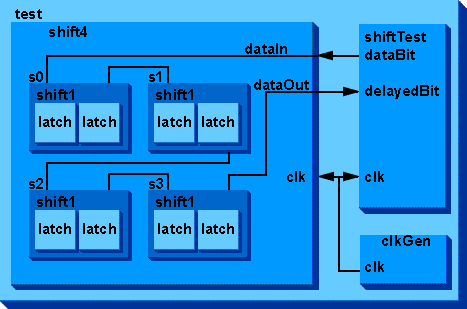 test
shift4
shiftTest
dataIn
dataBit
s0
s1
dataOut
delayedBit
shift1
shift1
latch
latch
latch
latch
s2
s3
clk
clk
shift1
shift1
latch
latch
latch
latch
clkGen
clk